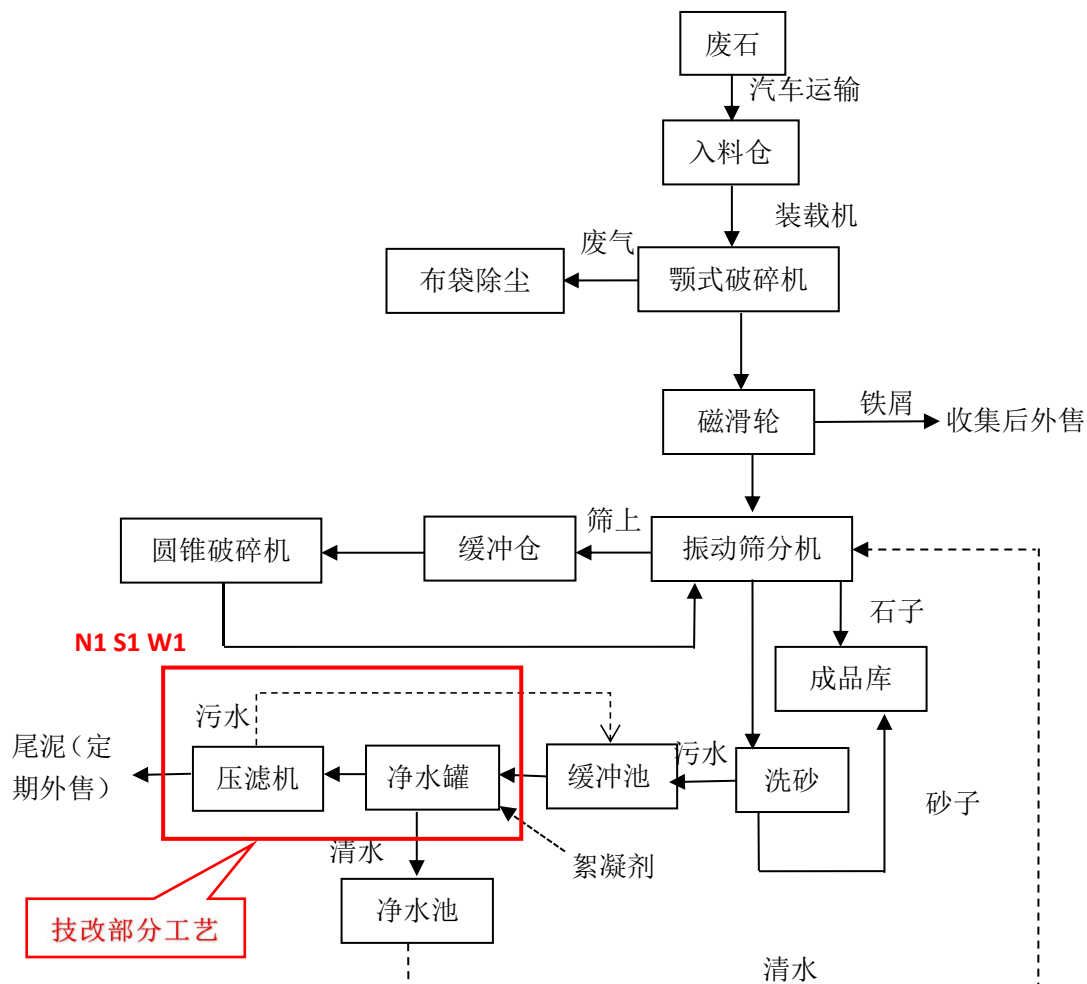 废石
汽车运输
入料仓
装载机
废气
布袋除尘
颚式破碎机
铁屑
磁滑轮
收集后外售
筛上
圆锥破碎机
缓冲仓
振动筛分机
石子
N1 S1 W1
成品库
污水
尾泥（定
期外售）
压滤机
净水罐
缓冲池
污水
洗砂
砂子
清水
絮凝剂
净水池
技改部分工艺
清水